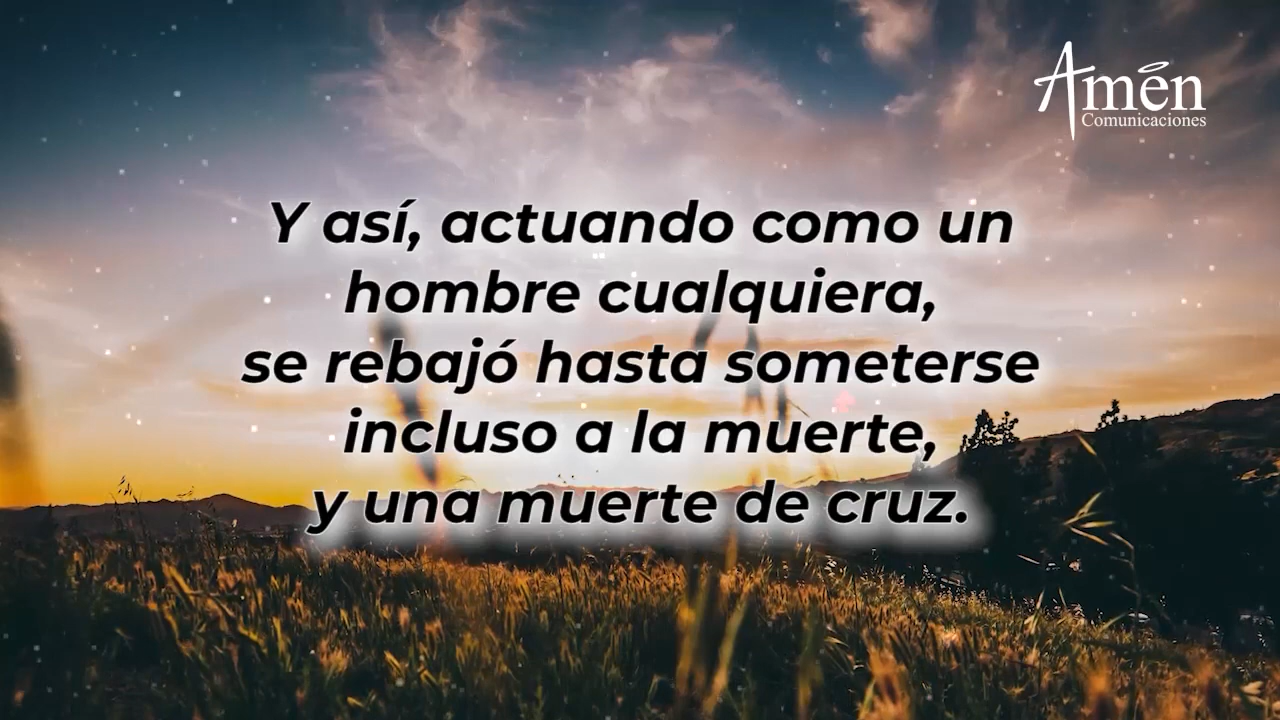 Amén
Comunicaciones
Y así, actuando como un
hombre cualquiera,
se rebajó hasta someterse
incluso a la muerte,
y una muerte de cruz.